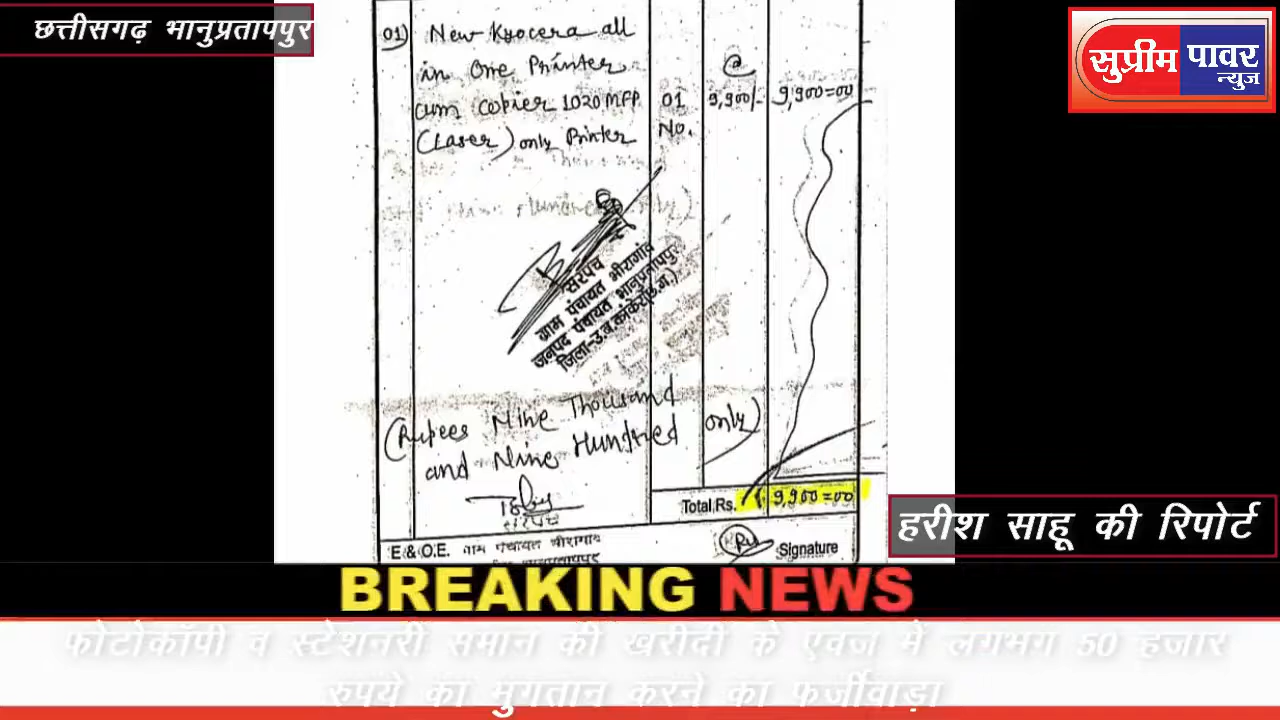 छत्तीसगढ़ भानुप्रतापपुर
सुप्रीम पावर
न्युज
01) New Kyocera all
in One Printer
cum Copier 1020 MFP 01 @ 9,900/- 9,900=00
(Laser) only Printer No.
सरपंच
ग्राम पंचायत भीरागांव
जनपद पंचायत भानुप्रतापपुर
जिला-उ.ब.कांकेर(छ.ग.)
(Rupees Nine Thousand
and Nine Hundred only)
Total Rs. 9,900=00
सरपंच
E & O.E. ग्राम पंचायत भीरागांव
Signature
हरीश साहू की रिपोर्ट
BREAKING NEWS
फोटोकॉपी व स्टेशनरी समान की खरीदी के एवज मे लगभग 50 हजार
रुपये का भुगतान करने का फर्जीवाड़ा